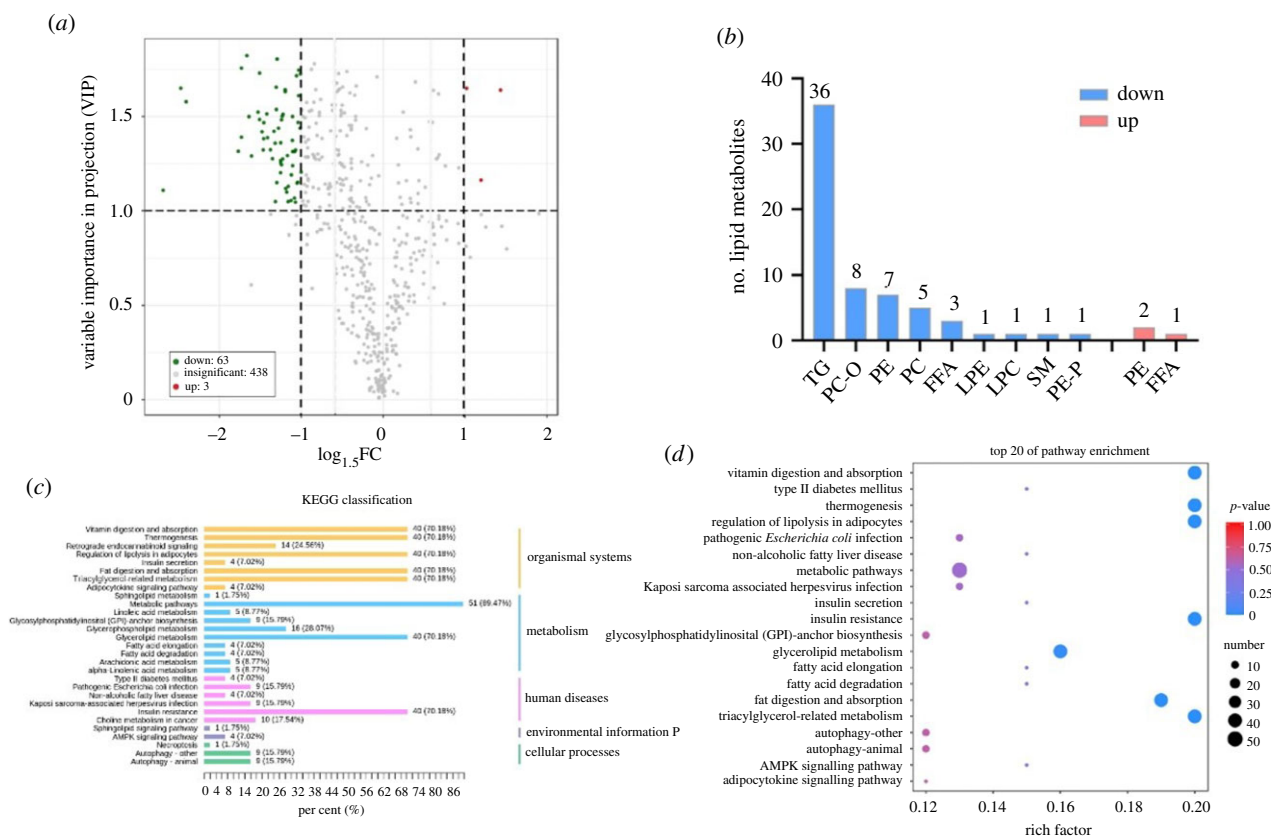 (a)
variable importance in projection (VIP)
1.5
1.0
0.5
0
down: 63
insignificant: 438
up: 3
−2
−1
0
1
2
log1.5FC
(b)
no. lipid metabolites
40
30
20
10
0
36
8
7
5
3
1
1
1
1
2
1
down
up
TG
PC-O
PE
PC
FFA
LPE
LPC
SM
PE-P
PE
FFA
(c)
KEGG classification
Vitamin digestion and absorption 40 (70.18%)
Thermogenesis 40 (70.18%)
Retrograde endocannabinoid signaling 14 (24.56%)
Regulation of lipolysis in adipocytes 40 (70.18%)
Insulin secretion 4 (7.02%)
Fat digestion and absorption 40 (70.18%)
Triacylglycerol-related metabolism 40 (70.18%)
Adipocytokine signaling pathway 4 (7.02%)
Sphingolipid metabolism 1 (1.75%)
Metabolic pathways 51 (89.47%)
Linoleic acid metabolism 5 (8.77%)
Glycosylphosphatidylinositol (GPI)-anchor biosynthesis 9 (15.79%)
Glycerophospholipid metabolism 16 (28.07%)
Glycerolipid metabolism 40 (70.18%)
Fatty acid elongation 4 (7.02%)
Fatty acid degradation 4 (7.02%)
Arachidonic acid metabolism 5 (8.77%)
alpha-Linolenic acid metabolism 5 (8.77%)
Type II diabetes mellitus 4 (7.02%)
Pathogenic Escherichia coli infection 9 (15.79%)
Non-alcoholic fatty liver disease 4 (7.02%)
Kaposi sarcoma-associated herpesvirus infection 9 (15.79%)
Insulin resistance 40 (70.18%)
Choline metabolism in cancer 10 (17.54%)
Sphingolipid signaling pathway 1 (1.75%)
AMPK signaling pathway 4 (7.02%)
Necroptosis 1 (1.75%)
Autophagy - other 9 (15.79%)
Autophagy - animal 9 (15.79%)
organismal systems
metabolism
human diseases
environmental information P
cellular processes
0 4 8 14 20 26 32 38 44 50 56 62 68 74 80 86
per cent (%)
(d)
top 20 of pathway enrichment
vitamin digestion and absorption
type II diabetes mellitus
thermogenesis
regulation of lipolysis in adipocytes
pathogenic Escherichia coli infection
non-alcoholic fatty liver disease
metabolic pathways
Kaposi sarcoma associated herpesvirus infection
insulin secretion
insulin resistance
glycosylphosphatidylinositol (GPI)-anchor biosynthesis
glycerolipid metabolism
fatty acid elongation
fatty acid degradation
fat digestion and absorption
triacylglycerol-related metabolism
autophagy-other
autophagy-animal
AMPK signalling pathway
adipocytokine signalling pathway
0.12 0.14 0.16 0.18 0.20
rich factor
p-value
1.00
0.75
0.50
0.25
0
number
10
20
30
40
50